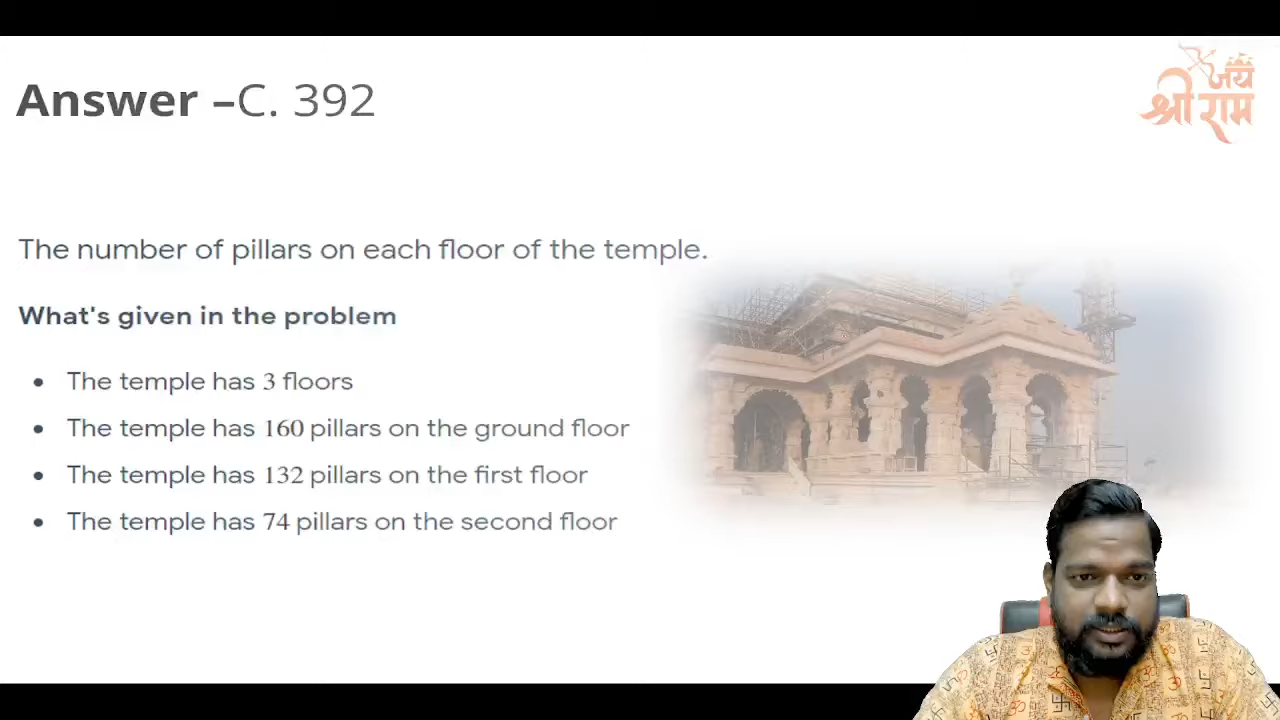 Answer –C. 392
जय
श्री राम
The number of pillars on each floor of the temple.
What's given in the problem
• The temple has 3 floors
• The temple has 160 pillars on the ground floor
• The temple has 132 pillars on the first floor
• The temple has 74 pillars on the second floor